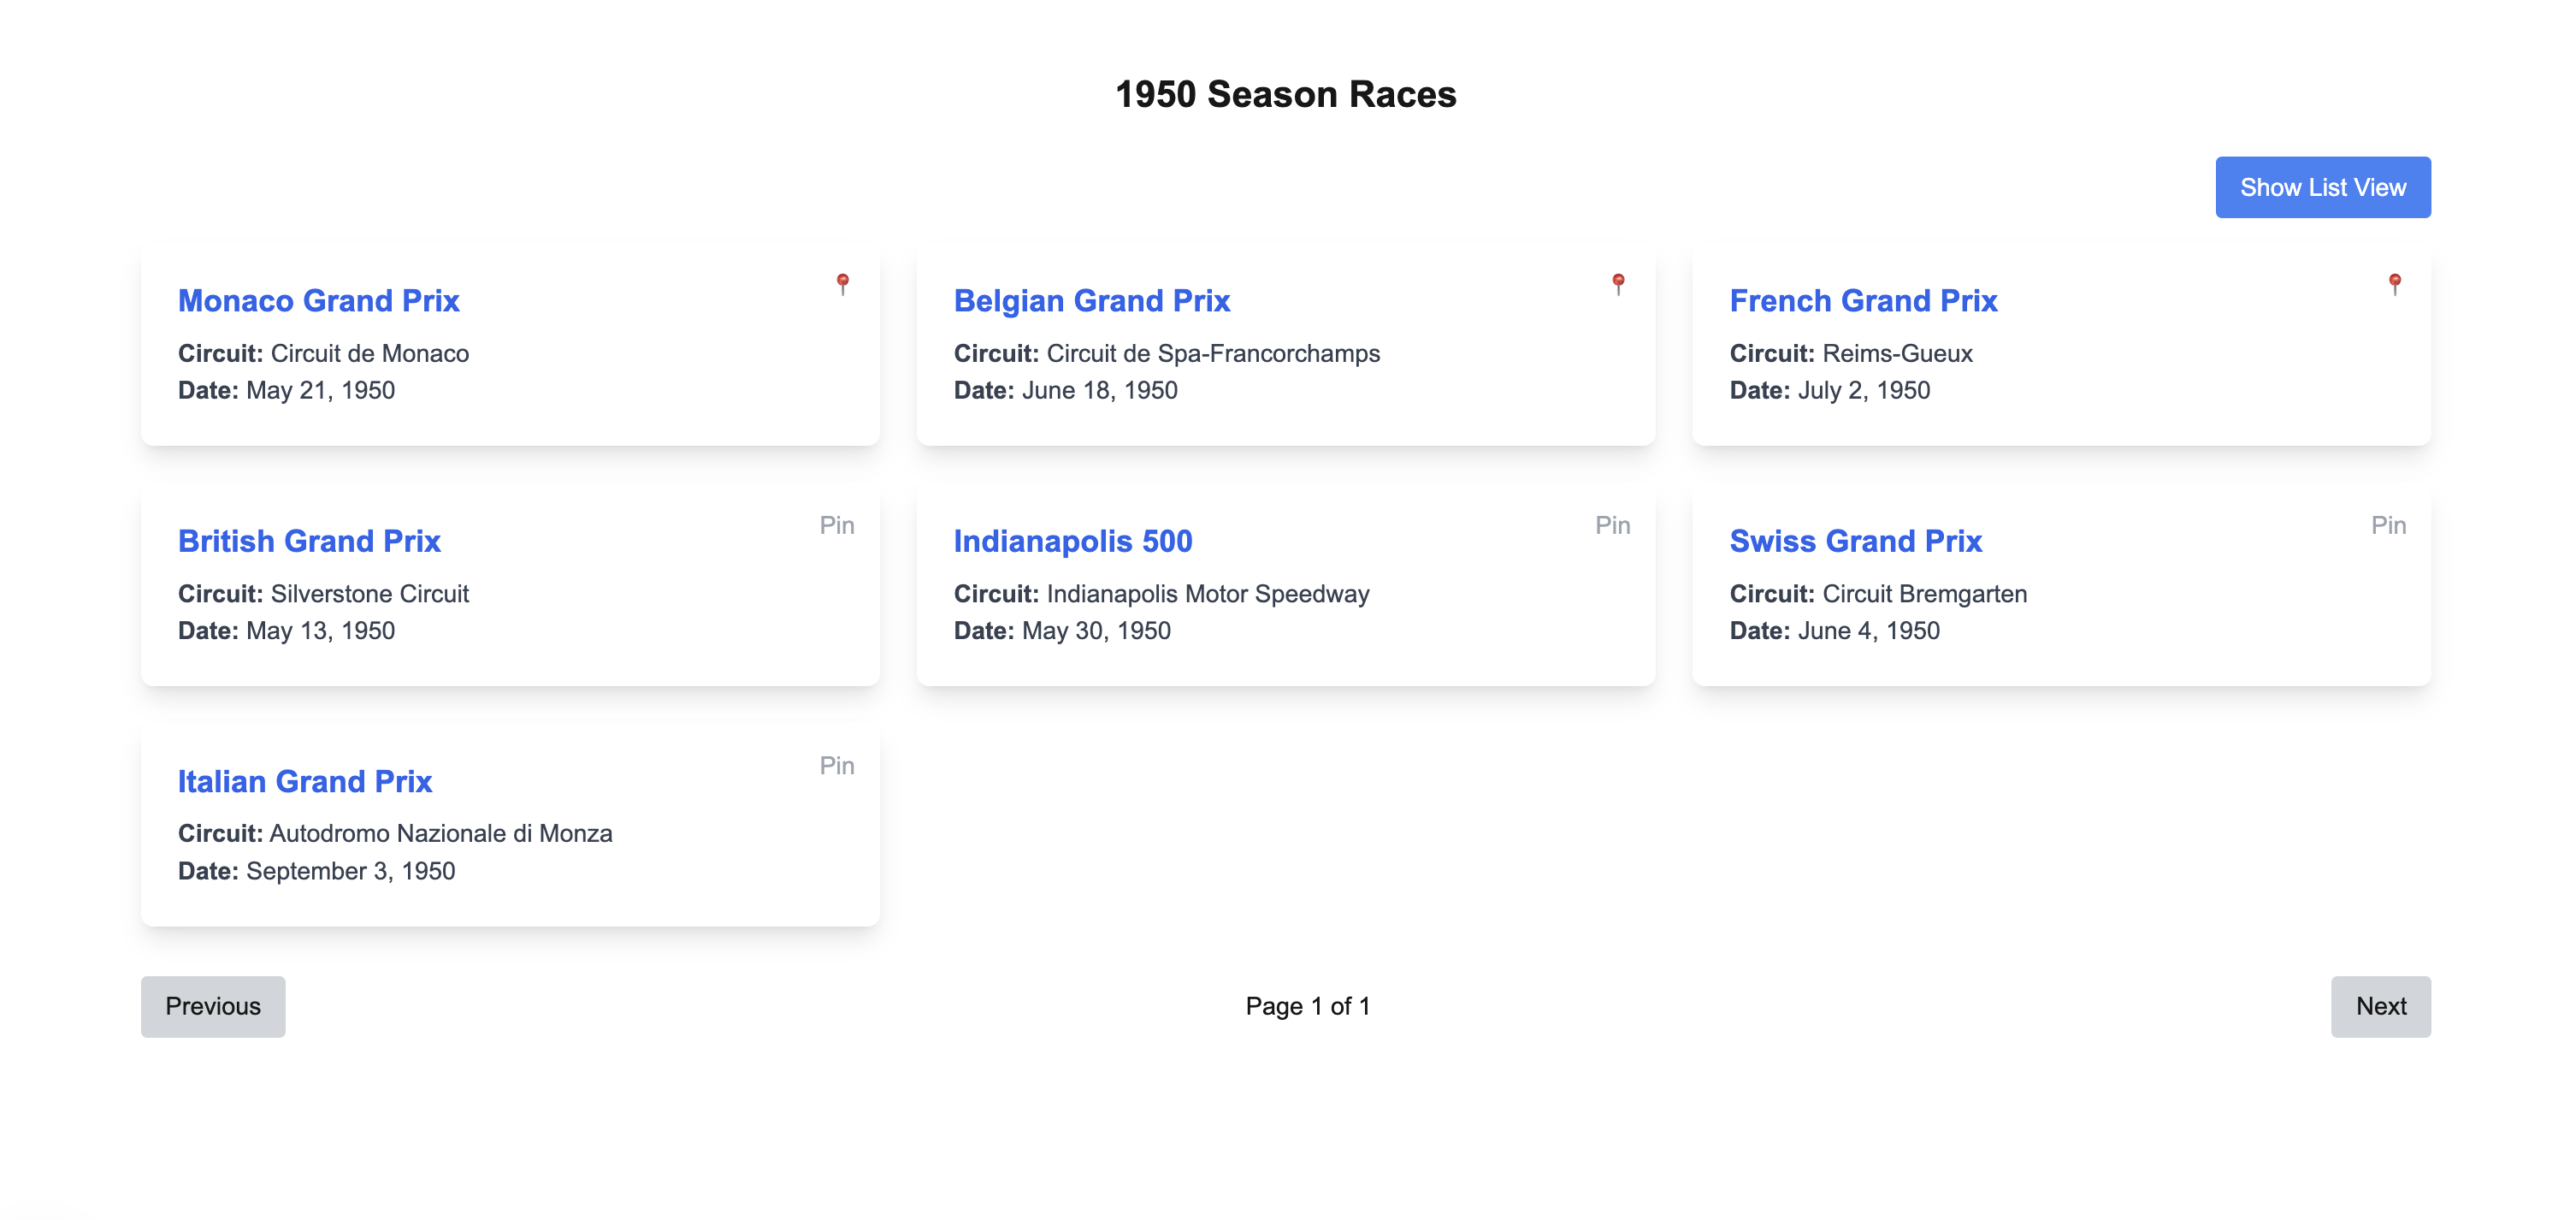 1950 Season Races
Show List View
Monaco Grand Prix
Circuit: Circuit de Monaco
Date: May 21, 1950
Belgian Grand Prix
Circuit: Circuit de Spa-Francorchamps
Date: June 18, 1950
French Grand Prix
Circuit: Reims-Gueux
Date: July 2, 1950
British Grand Prix
Pin
Circuit: Silverstone Circuit
Date: May 13, 1950
Indianapolis 500
Pin
Circuit: Indianapolis Motor Speedway
Date: May 30, 1950
Swiss Grand Prix
Pin
Circuit: Circuit Bremgarten
Date: June 4, 1950
Italian Grand Prix
Pin
Circuit: Autodromo Nazionale di Monza
Date: September 3, 1950
Previous
Page 1 of 1
Next